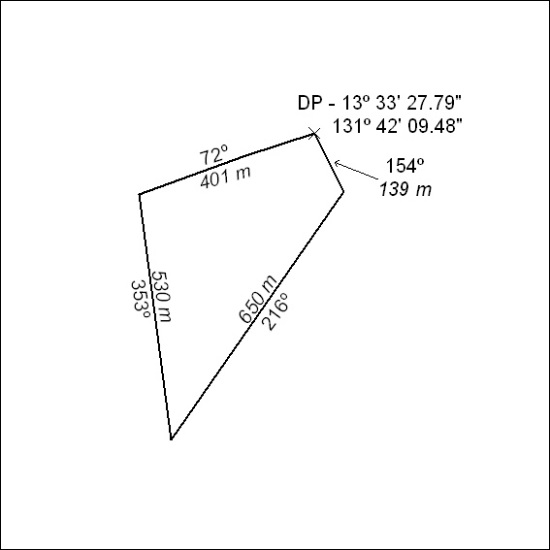 DP - 13º 33' 27.79"
131º 42' 09.48"
72º
401 m
154º
139 m
530 m
353º
650 m
216º